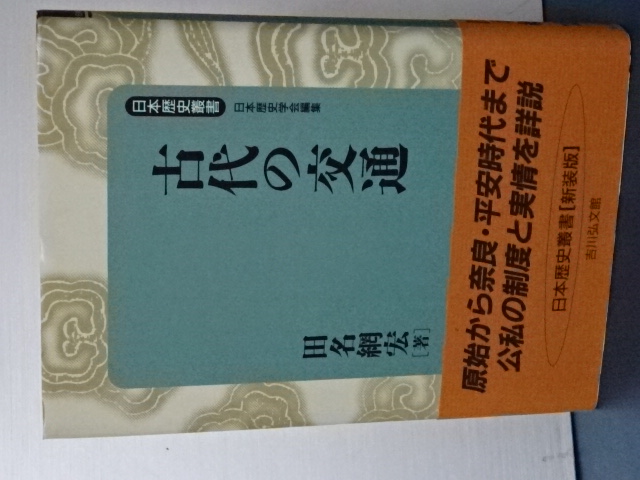 日本歴史叢書
日本歴史学会編集
古代の交通
田名網宏[著]
原始から奈良・平安時代まで
公私の制度と実情を詳説
日本歴史叢書[新装版]
吉川弘文館